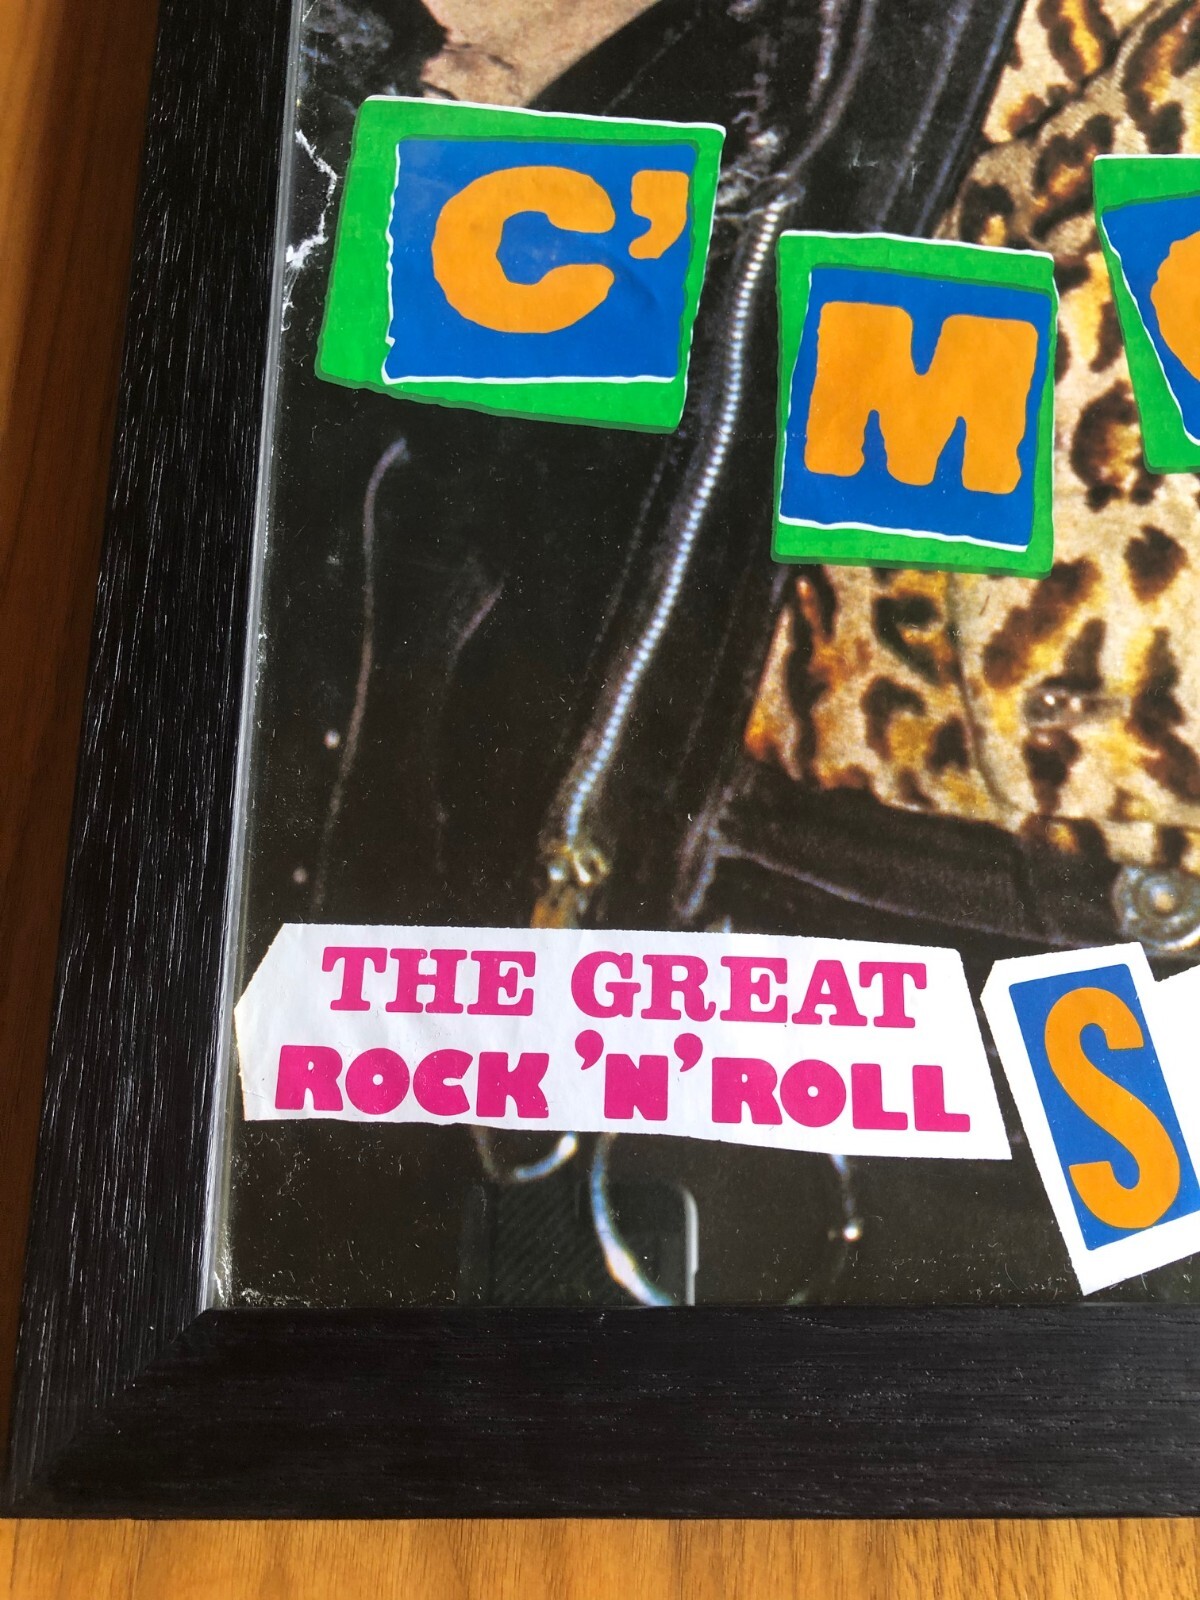 C'M
THE GREAT
ROCK 'N' ROLL
S